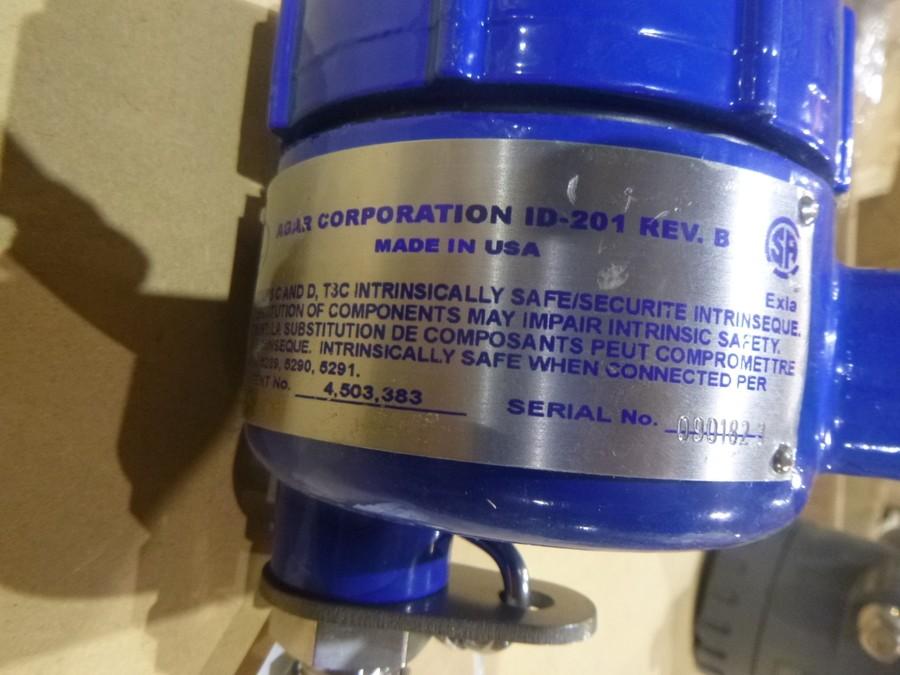 AGAR CORPORATION ID-201 REV. B
MADE IN USA
SA
Exia
C AND D, T3C INTRINSICALLY SAFE/SECURITE INTRINSEQUE.
OF COMPONENTS MAY IMPAIR INTRINSIC SAFETY.
LA SUBSTITUTION DE COMPOSANTS PEUT COMPROMETTRE
INTRINSICALLY SAFE WHEN CONNECTED PER
5290, 5291.
No. 4,503,383
SERIAL No.